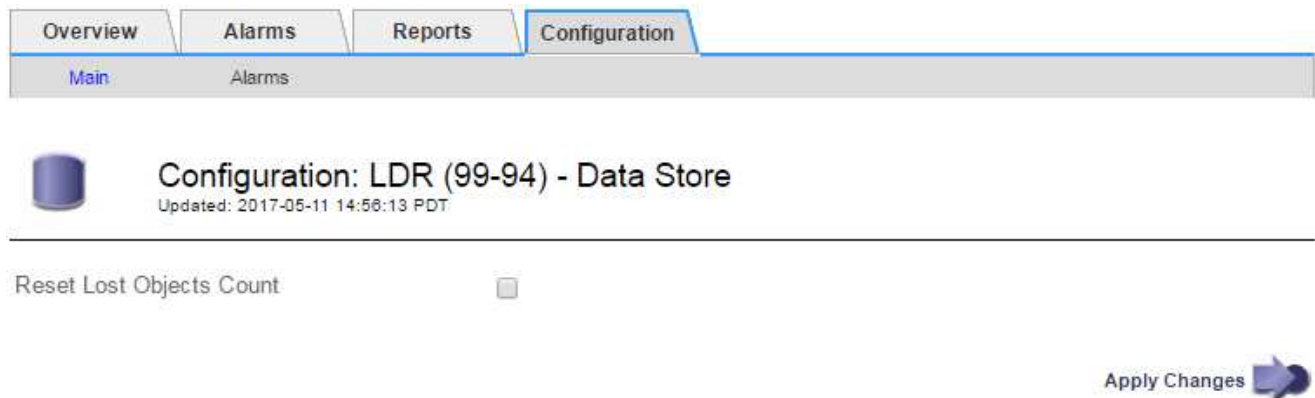 Overview Alarms Reports Configuration
Main Alarms
Configuration: LDR (99-94) - Data Store
Updated: 2017-05-11 14:56:13 PDT
Reset Lost Objects Count
Apply Changes